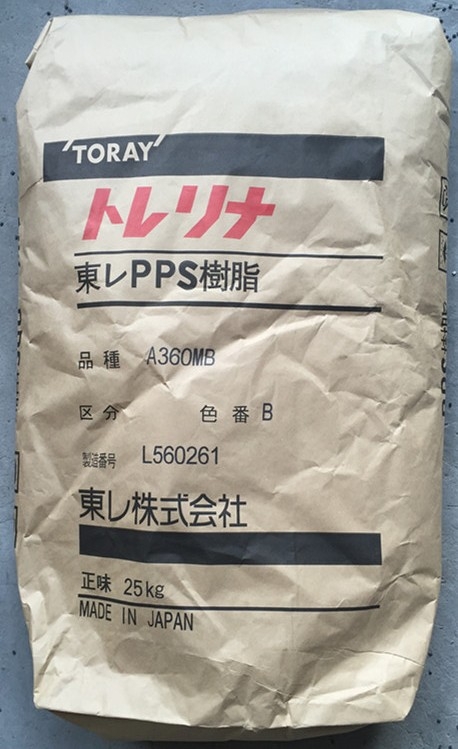 'TORAY'
トレリナ
東レPPS樹脂
品種 A360MB
区分 色番 B
製造番号 L560261
東レ株式会社
正味 25kg
MADE IN JAPAN